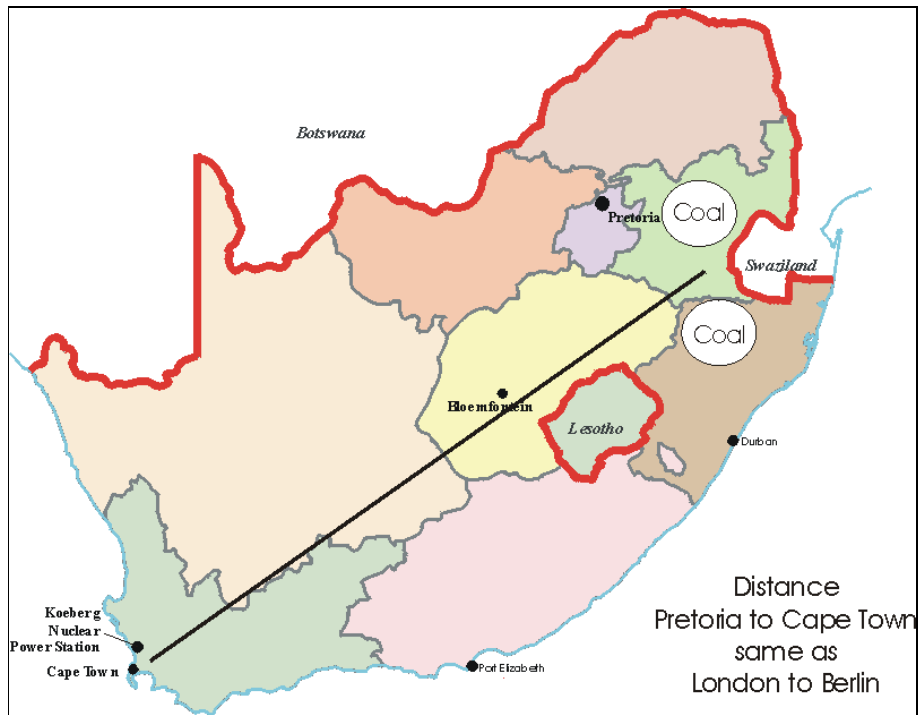 Botswana
Coal
Pretoria
Swaziland
Coal
Bloemfontein
Lesotho
Durban
Koeberg
Nuclear
Power Station
Cape Town
Port Elizabeth
Distance
Pretoria to Cape Town
same as
London to Berlin